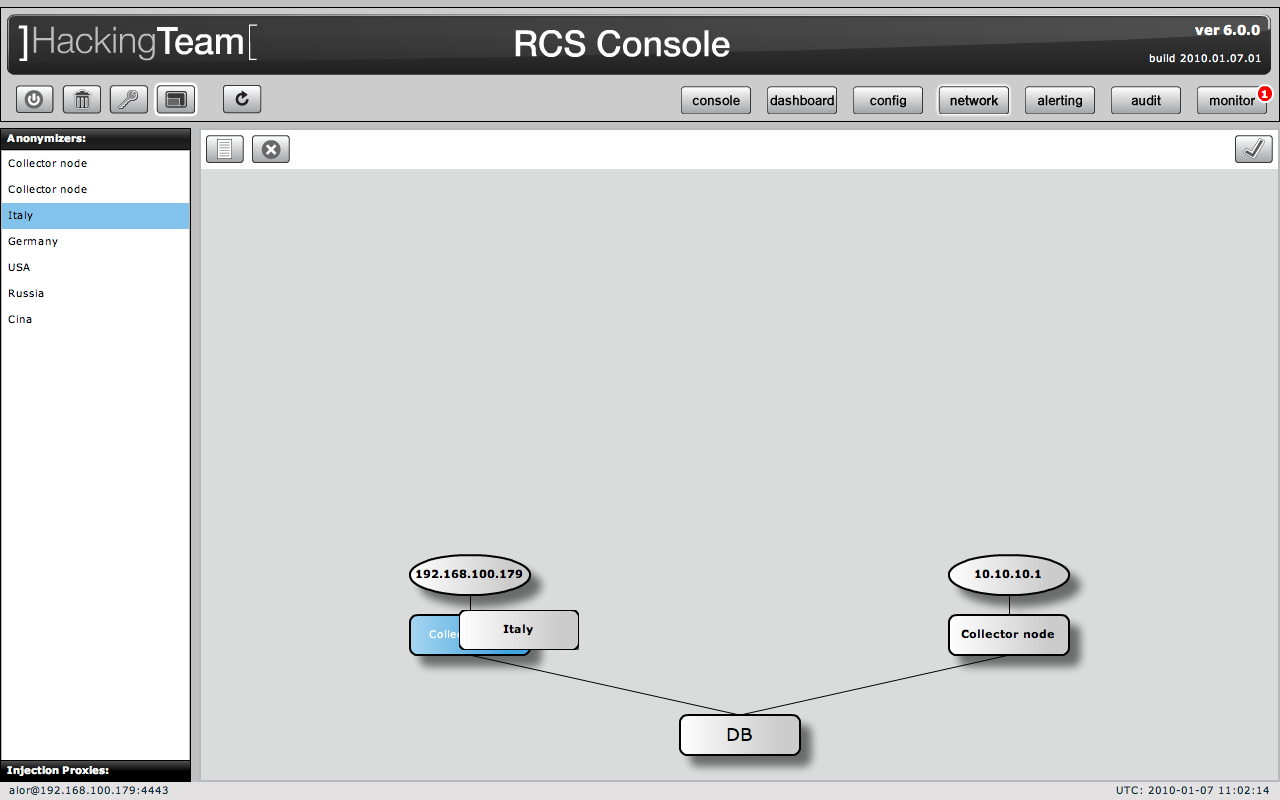 ]HackingTeam[
RCS Console
ver 6.0.0
build 2010.01.07.01
console
dashboard
config
network
alerting
audit
monitor
1
Anonymizers:
Collector node
Collector node
Italy
Germany
USA
Russia
Cina
192.168.100.179
10.10.10.1
Colle
Italy
Collector node
DB
Injection Proxies:
alor@192.168.100.179:4443
UTC: 2010-01-07 11:02:14